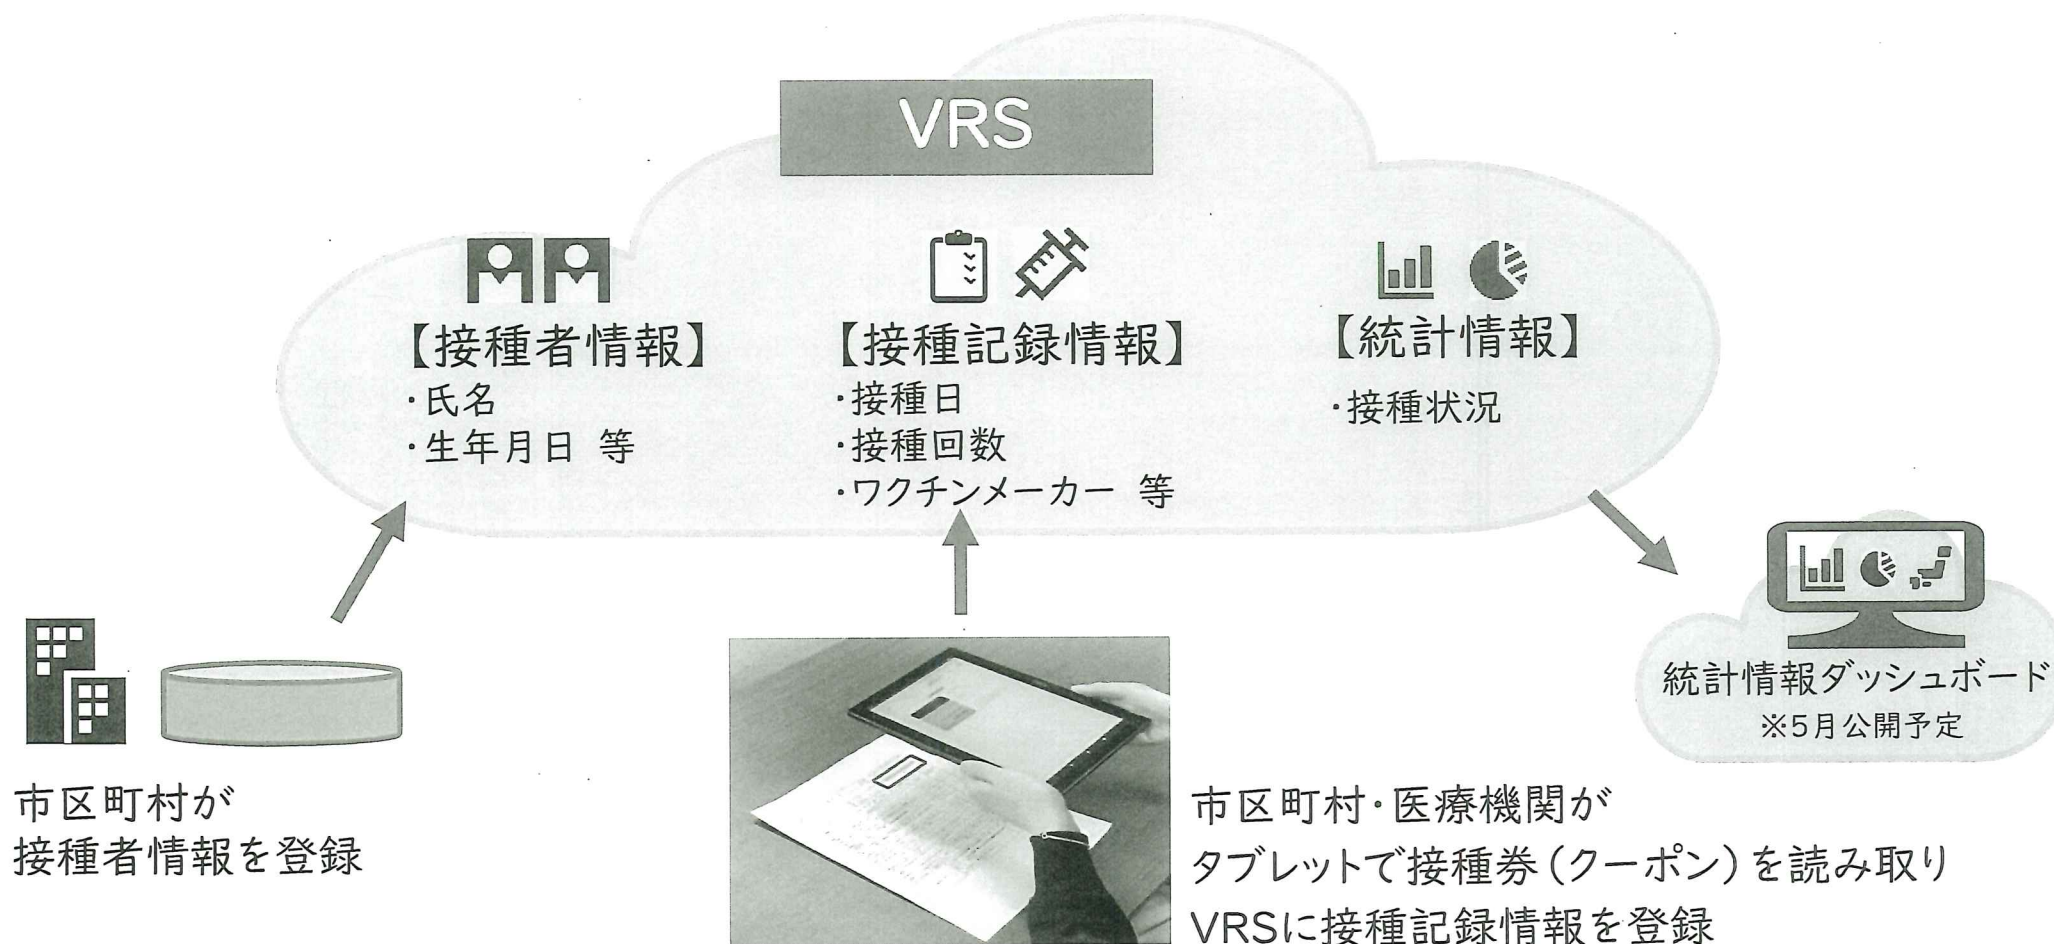 VRS
【接種者情報】
・氏名
・生年月日 等
【接種記録情報】
・接種日
・接種回数
・ワクチンメーカー 等
【統計情報】
・接種状況
市区町村が
接種者情報を登録
市区町村・医療機関が
タブレットで接種券(クーポン)を読み取り
VRSに接種記録情報を登録
統計情報ダッシュボード
※5月公開予定